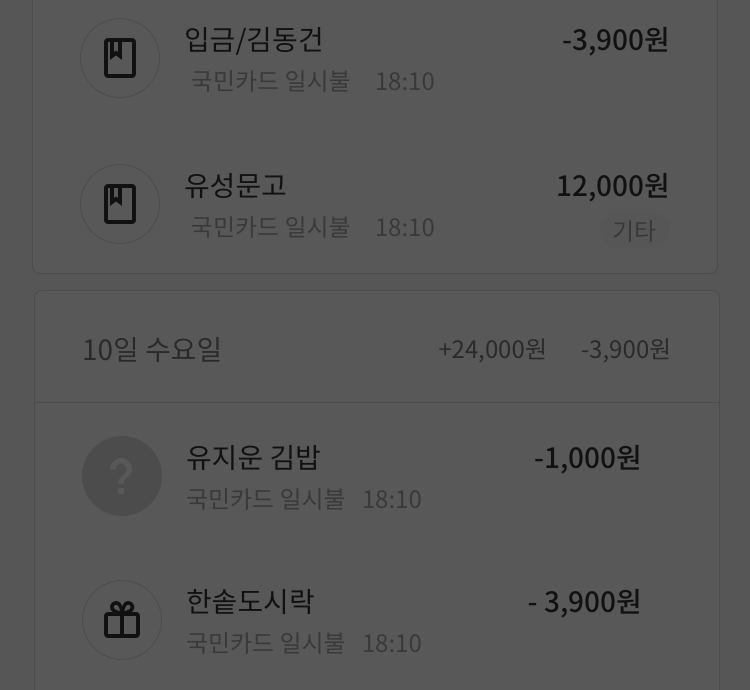 입금/김동건 -3,900원
국민카드 일시불 18:10
유성문고 12,000원
국민카드 일시불 18:10 기타
10일 수요일 +24,000원 -3,900원
유지운 김밥 -1,000원
국민카드 일시불 18:10
한솥도시락 - 3,900원
국민카드 일시불 18:10